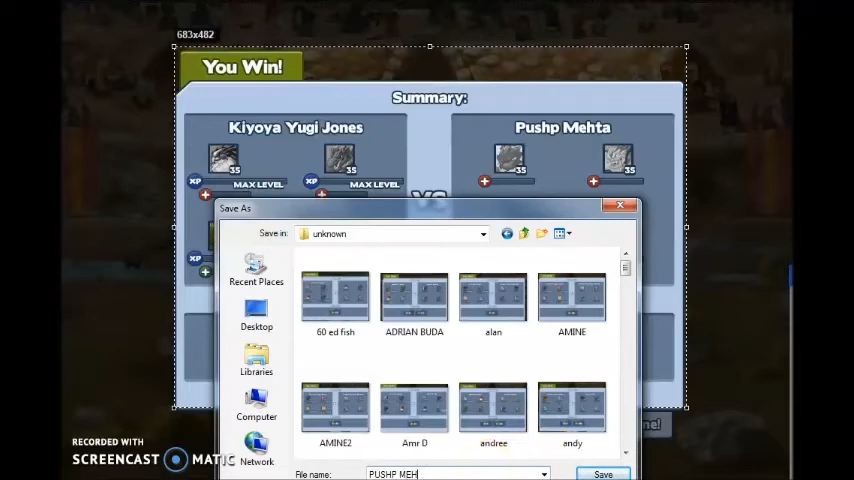 683x482
You Win!
Summary:
Kiyoya Yugi Jones
Pushp Mehta
35
35
35
35
XP
MAX LEVEL
XP
MAX LEVEL
VS
XP
Save As
Save in:
unknown
Recent Places
Desktop
Libraries
Computer
Network
60 ed fish
ADRIAN BUDA
alan
AMINE
AMINE2
Amr D
andree
andy
File name:
PUSHP MEH
Save
RECORDED WITH
SCREENCAST MATIC